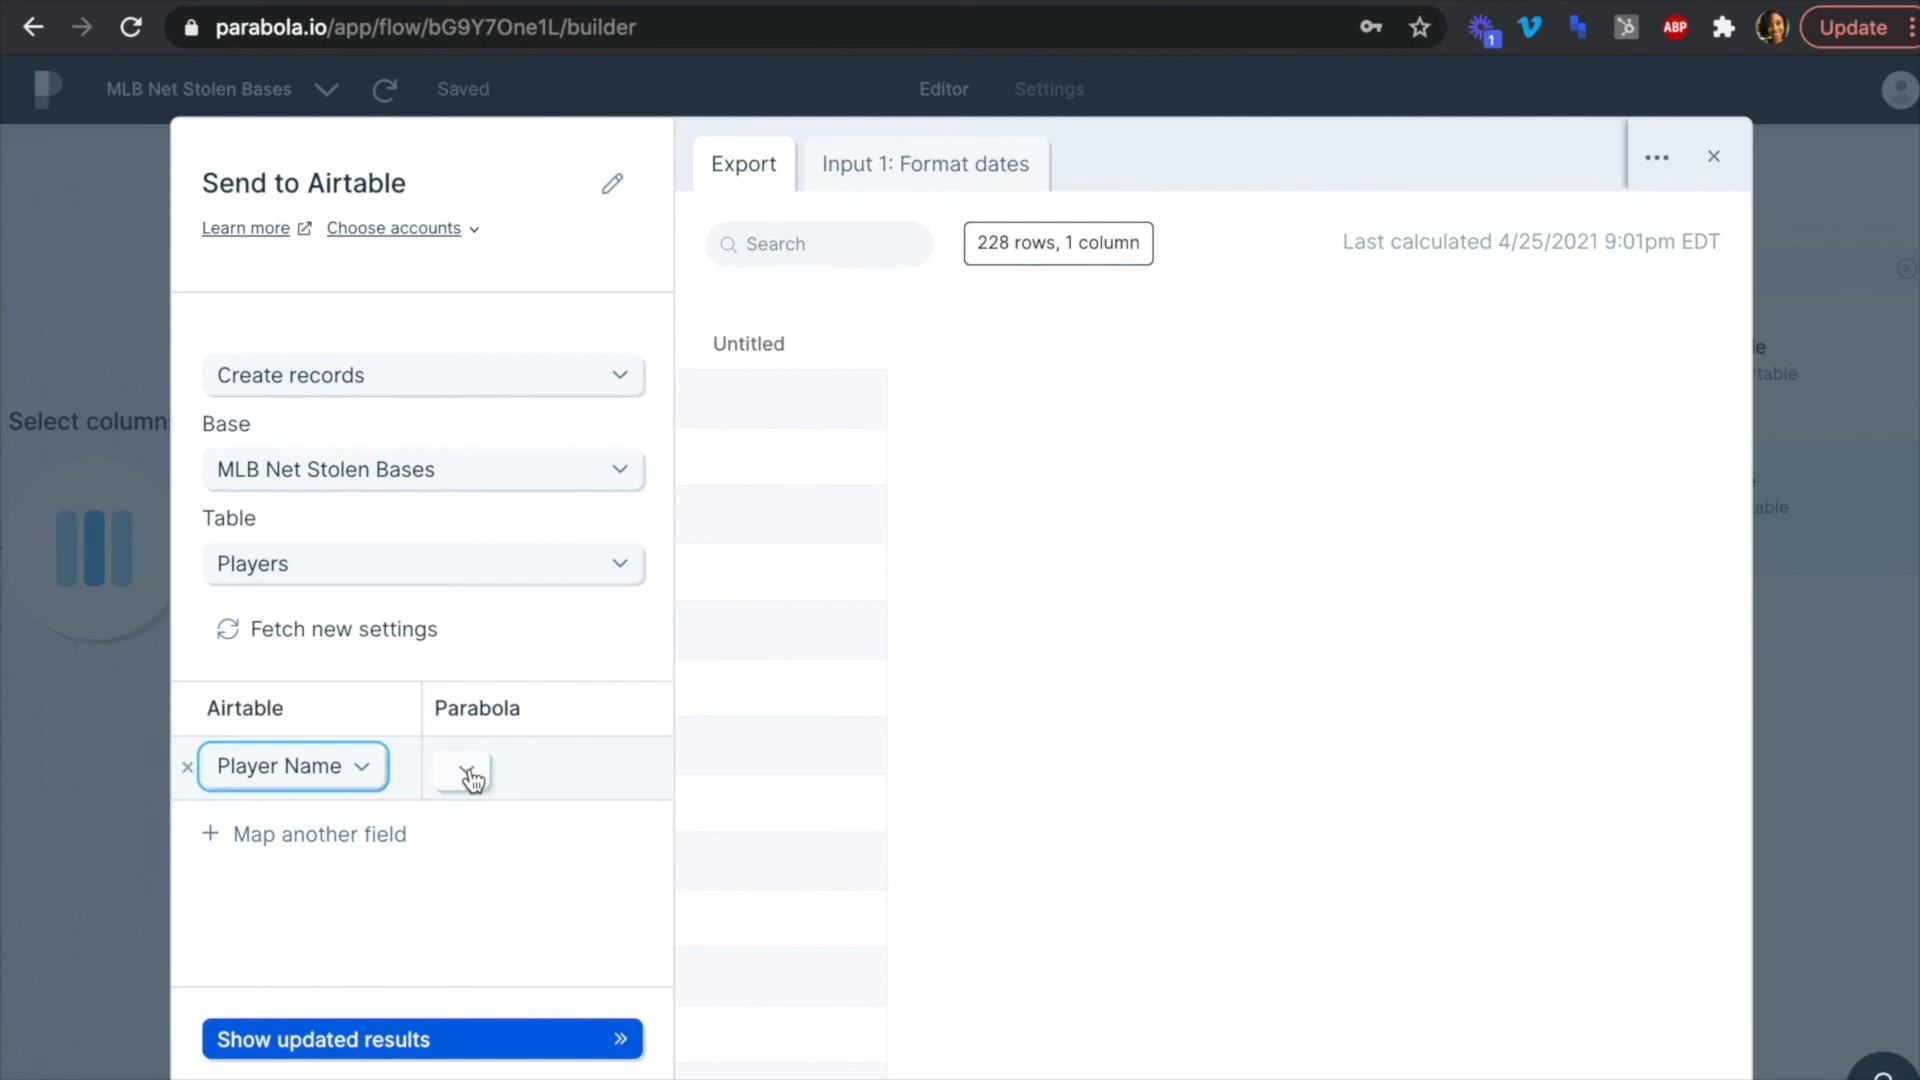 parabola.io/app/flow/bG9Y7One1L/builder
1
ABP
Update
MLB Net Stolen Bases
Saved
Editor
Settings
Send to Airtable
Learn more
Choose accounts
Create records
Base
MLB Net Stolen Bases
Table
Players
Fetch new settings
Airtable
Parabola
Player Name
Map another field
Show updated results
Export
Input 1: Format dates
Search
228 rows, 1 column
Last calculated 4/25/2021 9:01pm EDT
Untitled
Select column